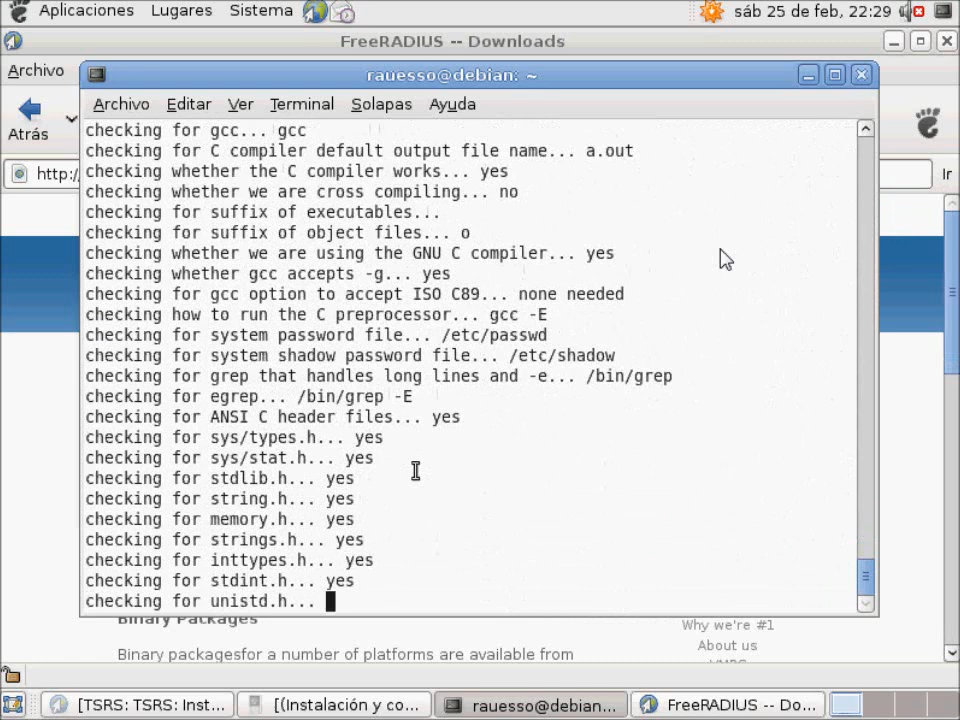 Aplicaciones Lugares Sistema sáb 25 de feb, 22:29
FreeRADIUS -- Downloads
Archivo
rauesso@debian: ~
Archivo Editar Ver Terminal Solapas Ayuda
Atrás
http:/
Ir
checking for gcc... gcc
checking for C compiler default output file name... a.out
checking whether the C compiler works... yes
checking whether we are cross compiling... no
checking for suffix of executables...
checking for suffix of object files... o
checking whether we are using the GNU C compiler... yes
checking whether gcc accepts -g... yes
checking for gcc option to accept ISO C89... none needed
checking how to run the C preprocessor... gcc -E
checking for system password file... /etc/passwd
checking for system shadow password file... /etc/shadow
checking for grep that handles long lines and -e... /bin/grep
checking for egrep... /bin/grep -E
checking for ANSI C header files... yes
checking for sys/types.h... yes
checking for sys/stat.h... yes
checking for stdlib.h... yes
checking for string.h... yes
checking for memory.h... yes
checking for strings.h... yes
checking for inttypes.h... yes
checking for stdint.h... yes
checking for unistd.h...
Binary Packages
Why we're #1
About us
Binary packagesfor a number of platforms are available from
[TSRS: TSRS: Inst... [(Instalación y co... rauesso@debian... FreeRADIUS -- Do...